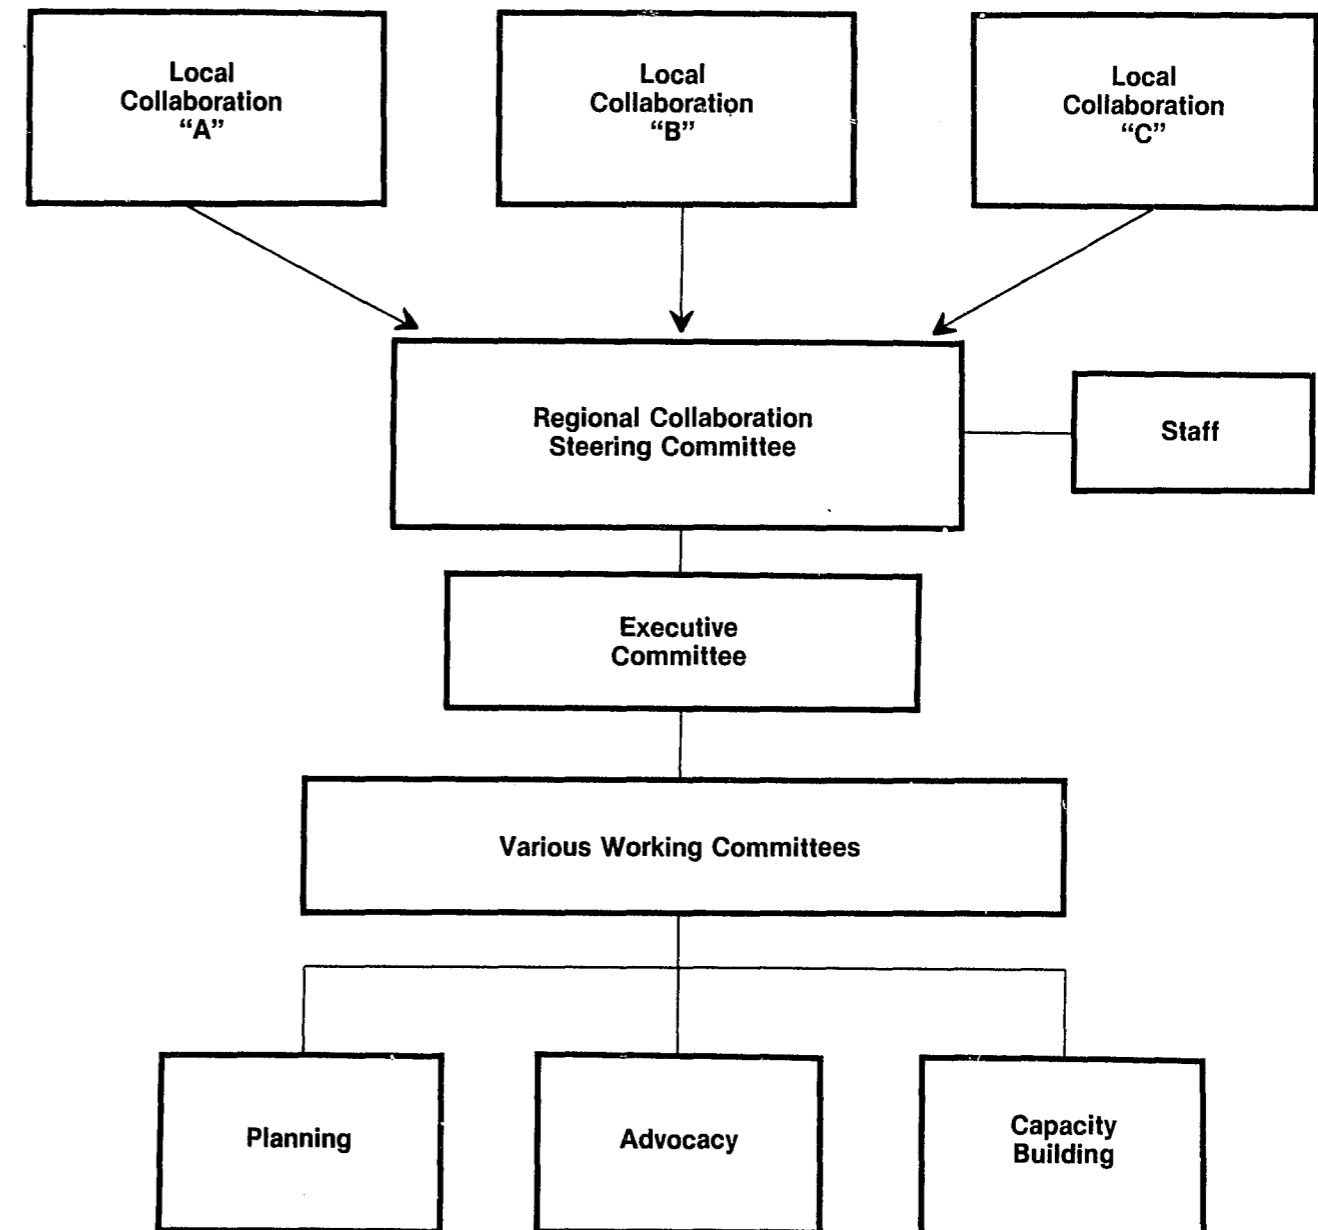 Local
Collaboration
“A”
Local
Collaboration
“B”
Local
Collaboration
“C”
Regional Collaboration
Steering Committee
Staff
Executive
Committee
Various Working Committees
Planning
Advocacy
Capacity
Building